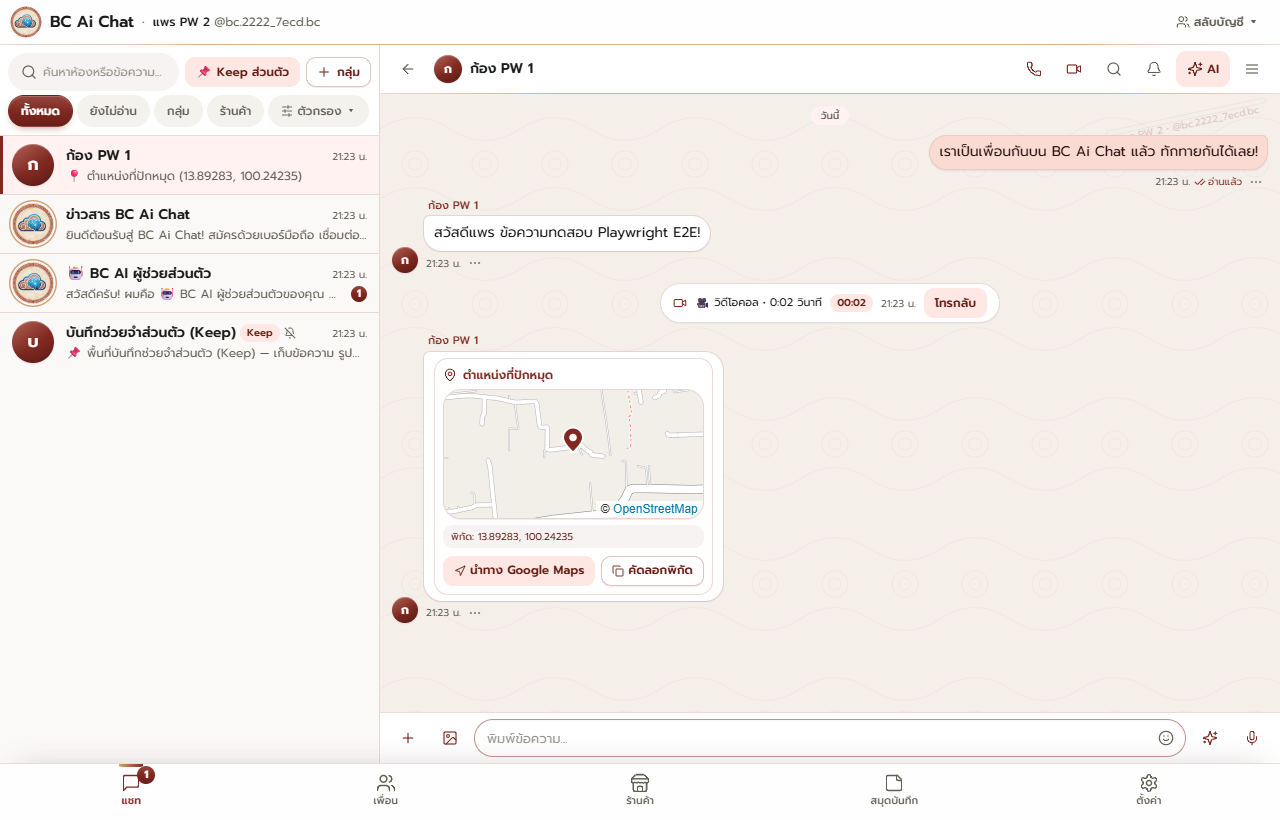 BC Ai Chat · แพร PW 2 @bc.2222_7ecd.bc
สลับบัญชี
ค้นหาห้องหรือข้อความ...
Keep ส่วนตัว
กลุ่ม
ทั้งหมด
ยังไม่อ่าน
กลุ่ม
ร้านค้า
ตัวกรอง
ก ก้อง PW 1 21:23 น.
ตำแหน่งที่ปักหมุด (13.89283, 100.24235)
ข่าวสาร BC Ai Chat 21:23 น.
ยินดีต้อนรับสู่ BC Ai Chat! สมัครด้วยเบอร์มือถือ เชื่อมต่อ...
BC AI ผู้ช่วยส่วนตัว 21:23 น.
สวัสดีครับ! ผมคือ BC AI ผู้ช่วยส่วนตัวของคุณ ... 1
บ บันทึกช่วยจำส่วนตัว (Keep) Keep 21:23 น.
พื้นที่บันทึกช่วยจำส่วนตัว (Keep) — เก็บข้อความ รูป...
ก ก้อง PW 1
AI
วันนี้
PW 2 · @bc.2222_7ecd.bc
เราเป็นเพื่อนกันบน BC Ai Chat แล้ว ทักทายกันได้เลย!
21:23 น. อ่านแล้ว ···
ก้อง PW 1
สวัสดีแพร ข้อความทดสอบ Playwright E2E!
ก 21:23 น. ···
วิดีโอคอล · 0:02 วินาที 00:02 21:23 น. โทรกลับ
ก้อง PW 1
ตำแหน่งที่ปักหมุด
© OpenStreetMap
พิกัด: 13.89283, 100.24235
นำทาง Google Maps
คัดลอกพิกัด
ก 21:23 น. ···
พิมพ์ข้อความ...
1
แชท
เพื่อน
ร้านค้า
สมุดบันทึก
ตั้งค่า